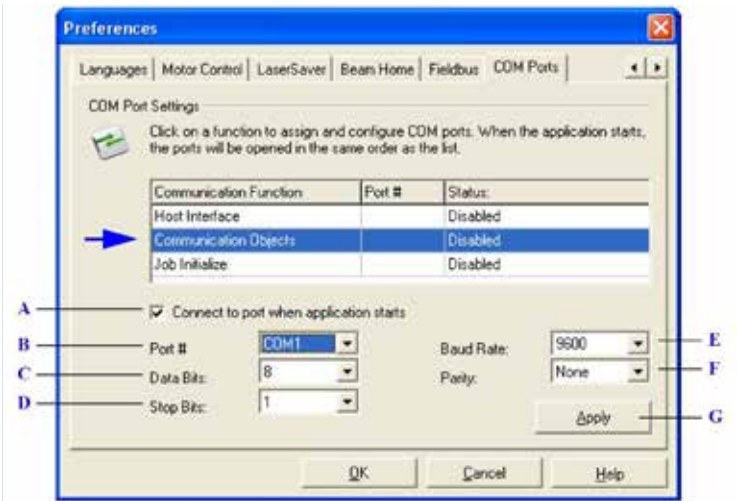 Preferences
Languages Motor Control LaserSaver Beam Home Fieldbus COM Ports
COM Port Settings
Click on a function to assign and configure COM ports. When the application starts,
the ports will be opened in the same order as the list.
Communication Function Port # Status:
Host Interface Disabled
Communication Objects Disabled
Job Initialize Disabled
A Connect to port when application starts
B Port # COM1 Baud Rate: 9600 E
C Data Bits: 8 Parity: None F
D Stop Bits: 1
Apply G
OK Cancel Help